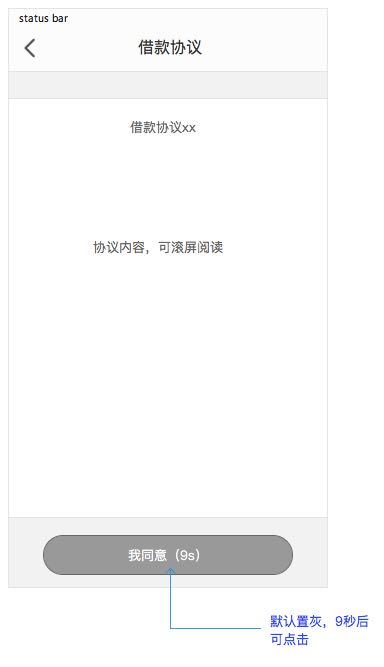 status bar
借款协议
借款协议xx
协议内容，可滚屏阅读
我同意（9s）
默认置灰，9秒后
可点击